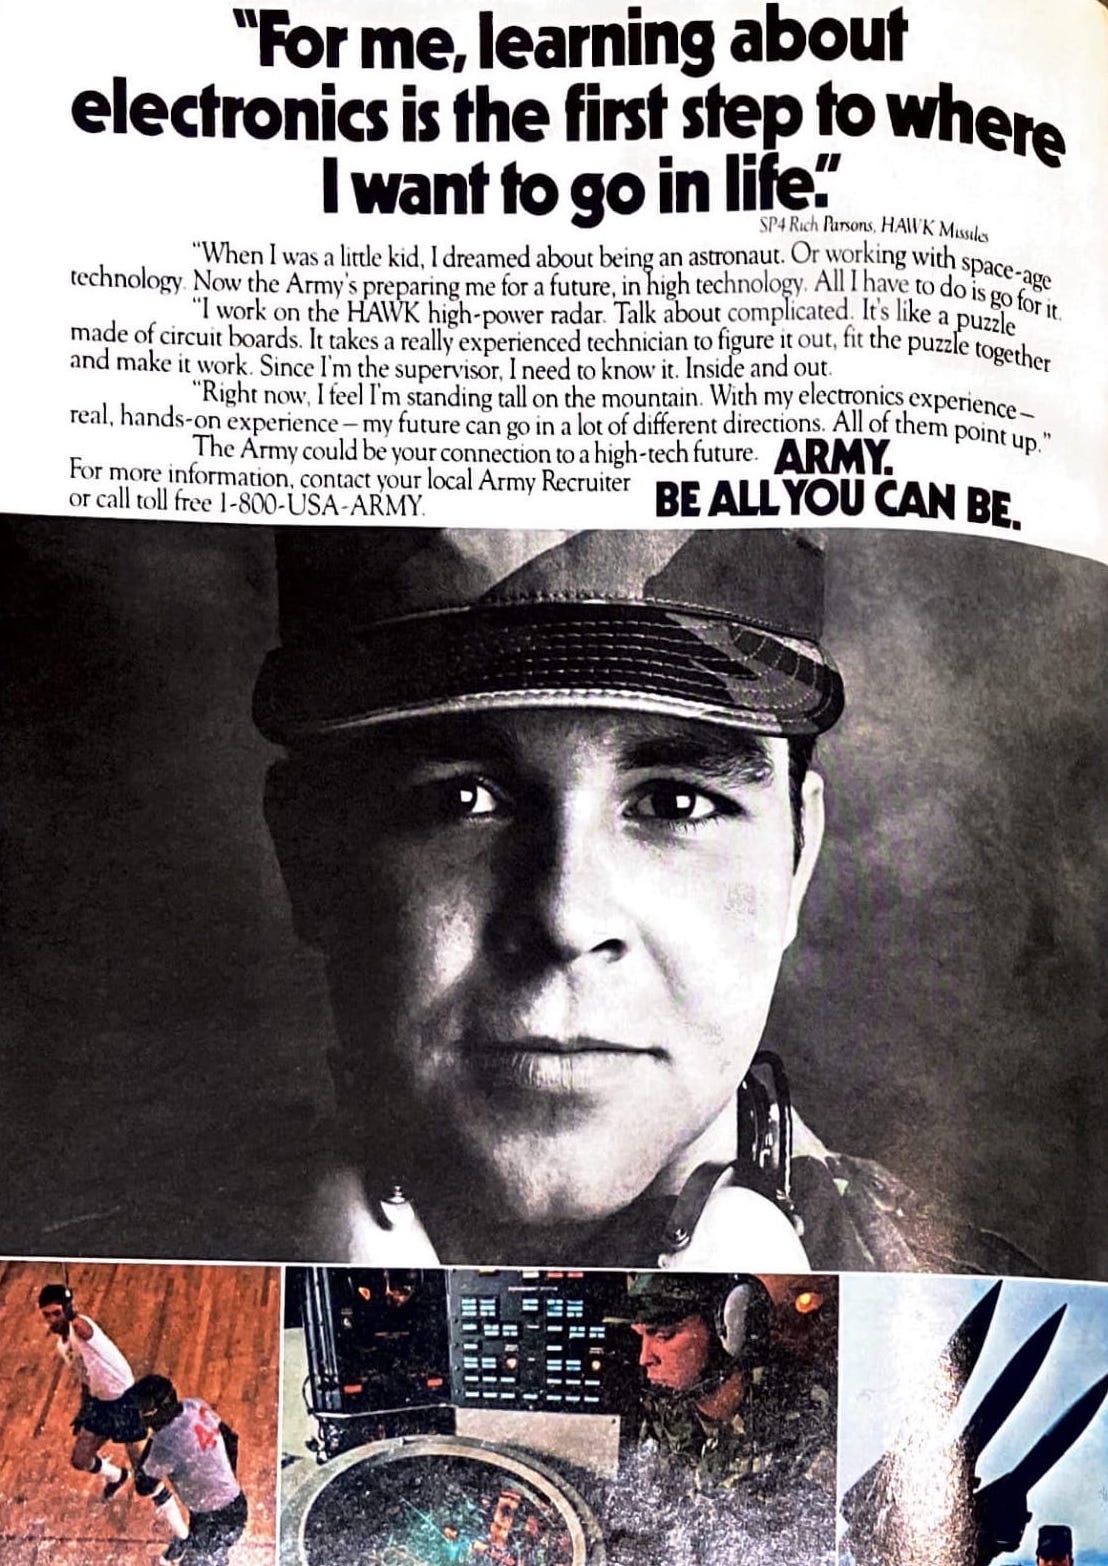 "For me, learning about
electronics is the first step to where
I want to go in life."
SP4 Rich Parsons, HAWK Missiles
"When I was a little kid, I dreamed about being an astronaut. Or working with space-age
technology. Now the Army's preparing me for a future, in high technology. All I have to do is go for it.
"I work on the HAWK high-power radar. Talk about complicated. It's like a puzzle
made of circuit boards. It takes a really experienced technician to figure it out, fit the puzzle together
and make it work. Since I'm the supervisor, I need to know it. Inside and out.
"Right now, I feel I'm standing tall on the mountain. With my electronics experience—
real, hands-on experience—my future can go in a lot of different directions. All of them point up."
The Army could be your connection to a high-tech future.
For more information, contact your local Army Recruiter
or call toll free 1-800-USA-ARMY.
ARMY.
BE ALL YOU CAN BE.